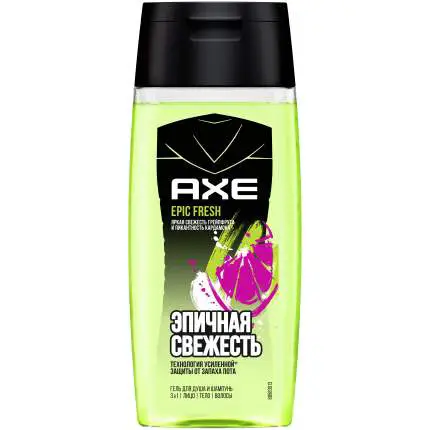 AXE
EPIC FRESH
ЯРКАЯ СВЕЖЕСТЬ ГРЕЙПФРУТА
И ПИКАНТНОСТЬ КАРДАМОНА
ЭПИЧНАЯ
СВЕЖЕСТЬ
ТЕХНОЛОГИЯ УСИЛЕННОЙ*
ЗАЩИТЫ ОТ ЗАПАХА ПОТА
ГЕЛЬ ДЛЯ ДУША И ШАМПУНЬ
3 в 1 | ЛИЦО | ТЕЛО | ВОЛОСЫ